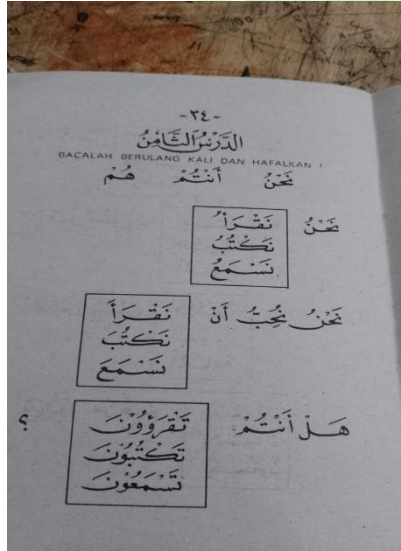 -٣٤-
الدَّرْسُ الثَّامِنُ
BACALAH BERULANG KALI DAN HAFALKAN !
نَحْنُ أَنْتُمْ هُمْ
نَحْنُ نَقْرَأُ
نَكْتُبُ
نَسْمَعُ
نَحْنُ نُحِبُّ أَنْ نَقْرَأَ
نَكْتُبَ
نَسْمَعَ
هَلْ أَنْتُمْ تَقْرَؤُوْنَ ؟
تَكْتُبُوْنَ
تَسْمَعُوْنَ